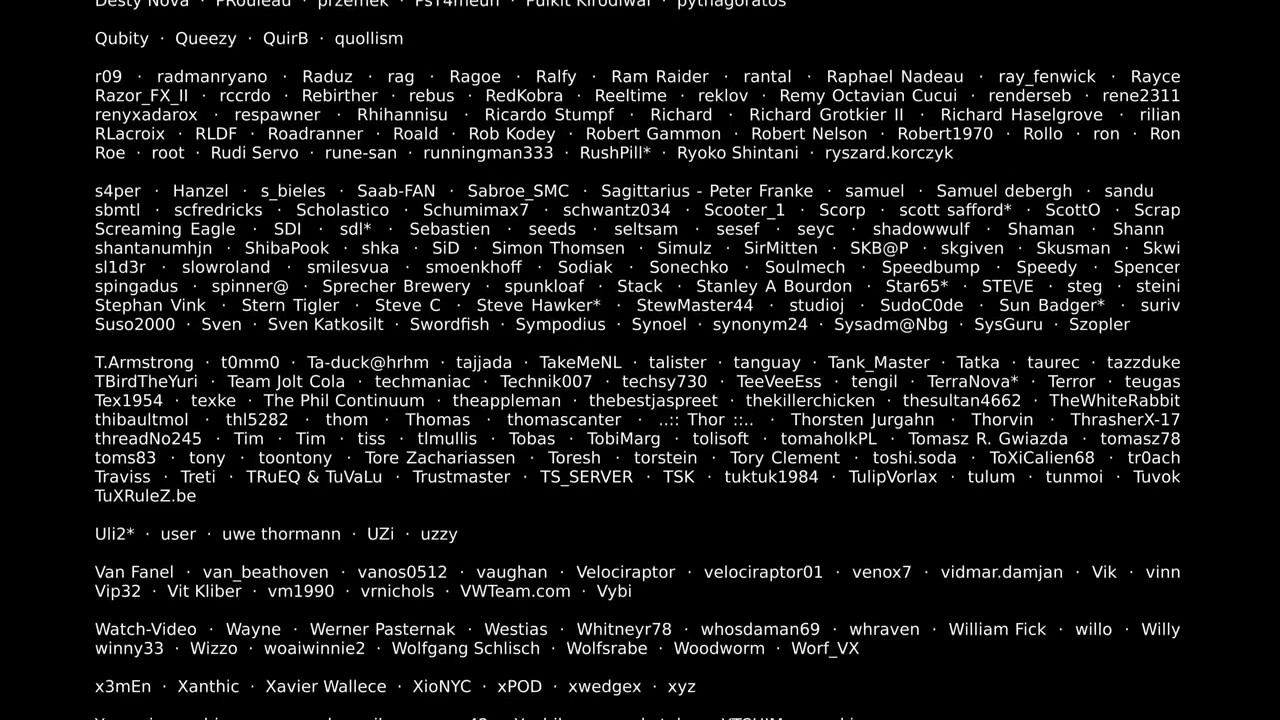 Desty Nova · PRouleau · przemek · PsT4meun · Pulkit Kirodiwal · pythagoratos
Qubity · Queezy · QuirB · quollism
r09 · radmanryano · Raduz · rag · Ragoe · Ralfy · Ram Raider · rantal · Raphael Nadeau · ray_fenwick · Rayce
Razor_FX_II · rccrdo · Rebirther · rebus · RedKobra · Reeltime · reklov · Remy Octavian Cucui · renderseb · rene2311
renyxadarox · respawner · Rhihannisu · Ricardo Stumpf · Richard · Richard Grotkier II · Richard Haselgrove · rilian
RLacroix · RLDF · Roadranner · Roald · Rob Kodey · Robert Gammon · Robert Nelson · Robert1970 · Rollo · ron · Ron
Roe · root · Rudi Servo · rune-san · runningman333 · RushPill* · Ryoko Shintani · ryszard.korczyk
s4per · Hanzel · s_bieles · Saab-FAN · Sabroe_SMC · Sagittarius - Peter Franke · samuel · Samuel debergh · sandu
sbmtl · scfredricks · Scholastico · Schumimax7 · schwantz034 · Scooter_1 · Scorp · scott safford* · ScottO · Scrap
Screaming Eagle · SDI · sdl* · Sebastien · seeds · seltsam · sesef · seyc · shadowwulf · Shaman · Shann
shantanumhjn · ShibaPook · shka · SiD · Simon Thomsen · Simulz · SirMitten · SKB@P · skgiven · Skusman · Skwi
sl1d3r · slowroland · smilesvua · smoenkhoff · Sodiak · Sonechko · Soulmech · Speedbump · Speedy · Spencer
spingadus · spinner@ · Sprecher Brewery · spunkloaf · Stack · Stanley A Bourdon · Star65* · STE\/E · steg · steini
Stephan Vink · Stern Tigler · Steve C · Steve Hawker* · StewMaster44 · studioj · SudoC0de · Sun Badger* · suriv
Suso2000 · Sven · Sven Katkosilt · Swordfish · Sympodius · Synoel · synonym24 · Sysadm@Nbg · SysGuru · Szopler
T.Armstrong · t0mm0 · Ta-duck@hrhm · tajjada · TakeMeNL · talister · tanguay · Tank_Master · Tatka · taurec · tazzduke
TBirdTheYuri · Team Jolt Cola · techmaniac · Technik007 · techsy730 · TeeVeeEss · tengil · TerraNova* · Terror · teugas
Tex1954 · texke · The Phil Continuum · theappleman · thebestjaspreet · thekillerchicken · thesultan4662 · TheWhiteRabbit
thibaultmol · thl5282 · thom · Thomas · thomascanter · ..:: Thor ::.. · Thorsten Jurgahn · Thorvin · ThrasherX-17
threadNo245 · Tim · Tim · tiss · tlmullis · Tobas · TobiMarg · tolisoft · tomaholkPL · Tomasz R. Gwiazda · tomasz78
toms83 · tony · toontony · Tore Zachariassen · Toresh · torstein · Tory Clement · toshi.soda · ToXiCalien68 · tr0ach
Traviss · Treti · TRuEQ & TuVaLu · Trustmaster · TS_SERVER · TSK · tuktuk1984 · TulipVorlax · tulum · tunmoi · Tuvok
TuXRuleZ.be
Uli2* · user · uwe thormann · UZi · uzzy
Van Fanel · van_beathoven · vanos0512 · vaughan · Velociraptor · velociraptor01 · venox7 · vidmar.damjan · Vik · vinn
Vip32 · Vit Kliber · vm1990 · vrnichols · VWTeam.com · Vybi
Watch-Video · Wayne · Werner Pasternak · Westias · Whitneyr78 · whosdaman69 · whraven · William Fick · willo · Willy
winny33 · Wizzo · woaiwinnie2 · Wolfgang Schlisch · Wolfsrabe · Woodworm · Worf_VX
x3mEn · Xanthic · Xavier Wallece · XioNYC · xPOD · xwedgex · xyz